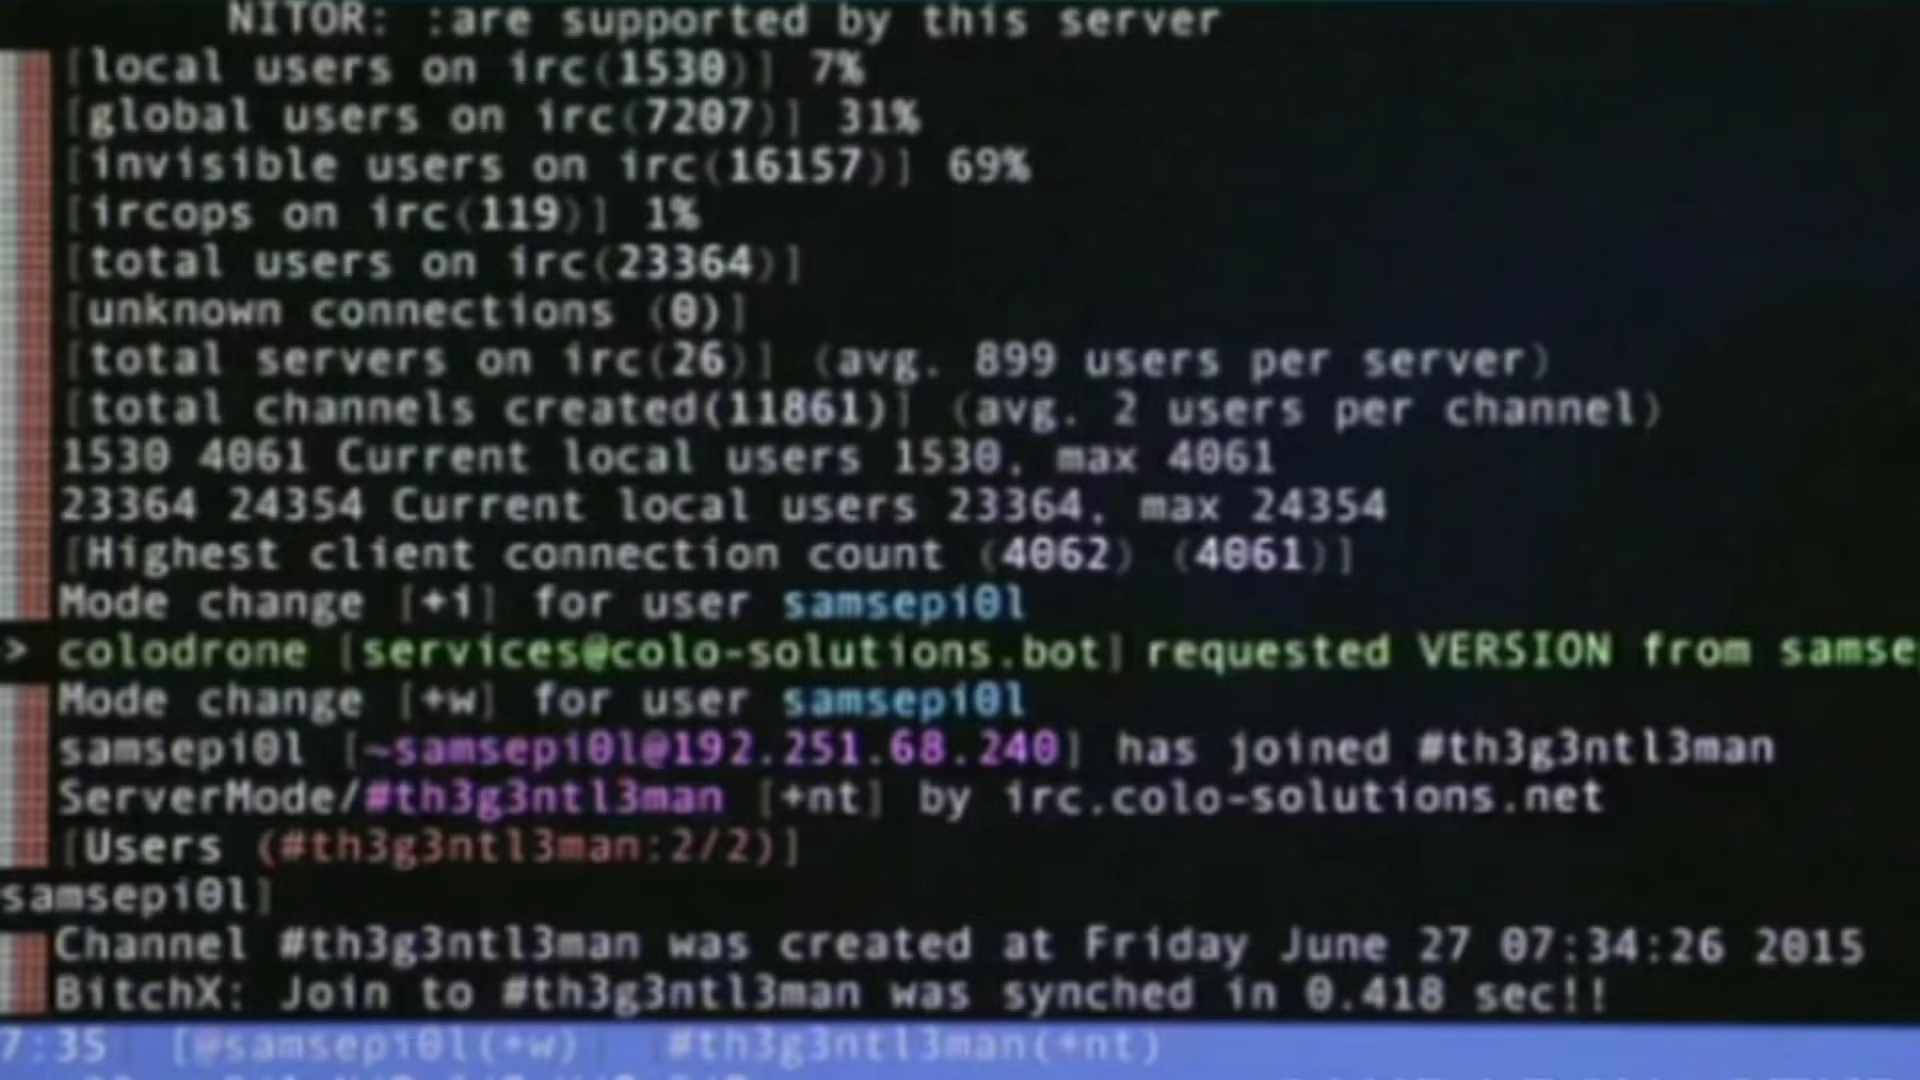 NITOR: :are supported by this server
[local users on irc(1530)] 7%
[global users on irc(7207)] 31%
[invisible users on irc(16157)] 69%
[ircops on irc(119)] 1%
[total users on irc(23364)]
[unknown connections (0)]
[total servers on irc(26)] (avg. 899 users per server)
[total channels created(11861)] (avg. 2 users per channel)
1530 4061 Current local users 1530, max 4061
23364 24354 Current local users 23364, max 24354
[Highest client connection count (4062) (4061)]
Mode change [+i] for user samsepi0l
> colodrone [services@colo-solutions.bot] requested VERSION from samse
Mode change [+w] for user samsepi0l
samsepi0l [~samsepi0l@192.251.68.240] has joined #th3g3ntl3man
ServerMode/#th3g3ntl3man [+nt] by irc.colo-solutions.net
[Users (#th3g3ntl3man:2/2)]
samsepi0l]
Channel #th3g3ntl3man was created at Friday June 27 07:34:26 2015
BitchX: Join to #th3g3ntl3man was synched in 0.418 sec!!
7:35 [@samsepi0l(+w)] [#th3g3ntl3man(+nt)